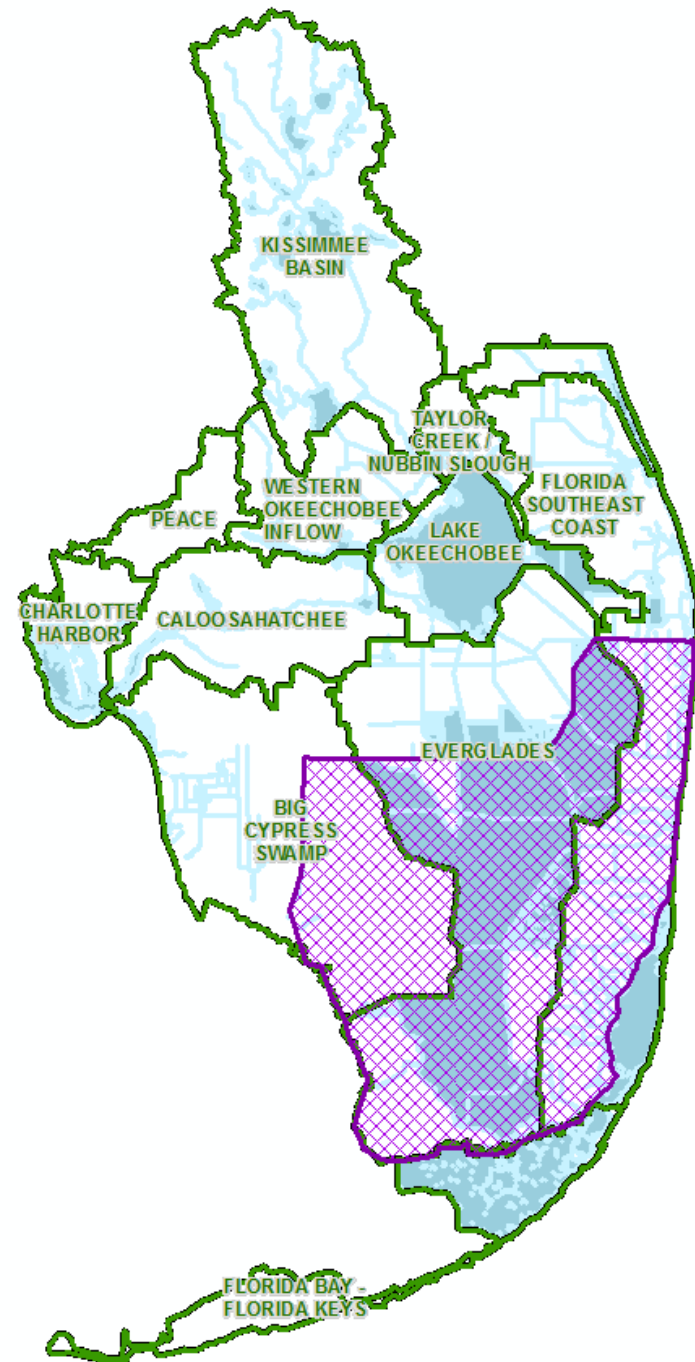 KISSIMMEE
BASIN
TAYLOR
CREEK /
NUBBIN SLOUGH
WESTERN
OKEECHOBEE
INFLOW
FLORIDA
SOUTHEAST
COAST
PEACE
LAKE
OKEECHOBEE
CHARLOTTE
HARBOR
CALOOSAHATCHEE
EVERGLADES
BIG
CYPRESS
SWAMP
FLORIDA BAY -
FLORIDA KEYS